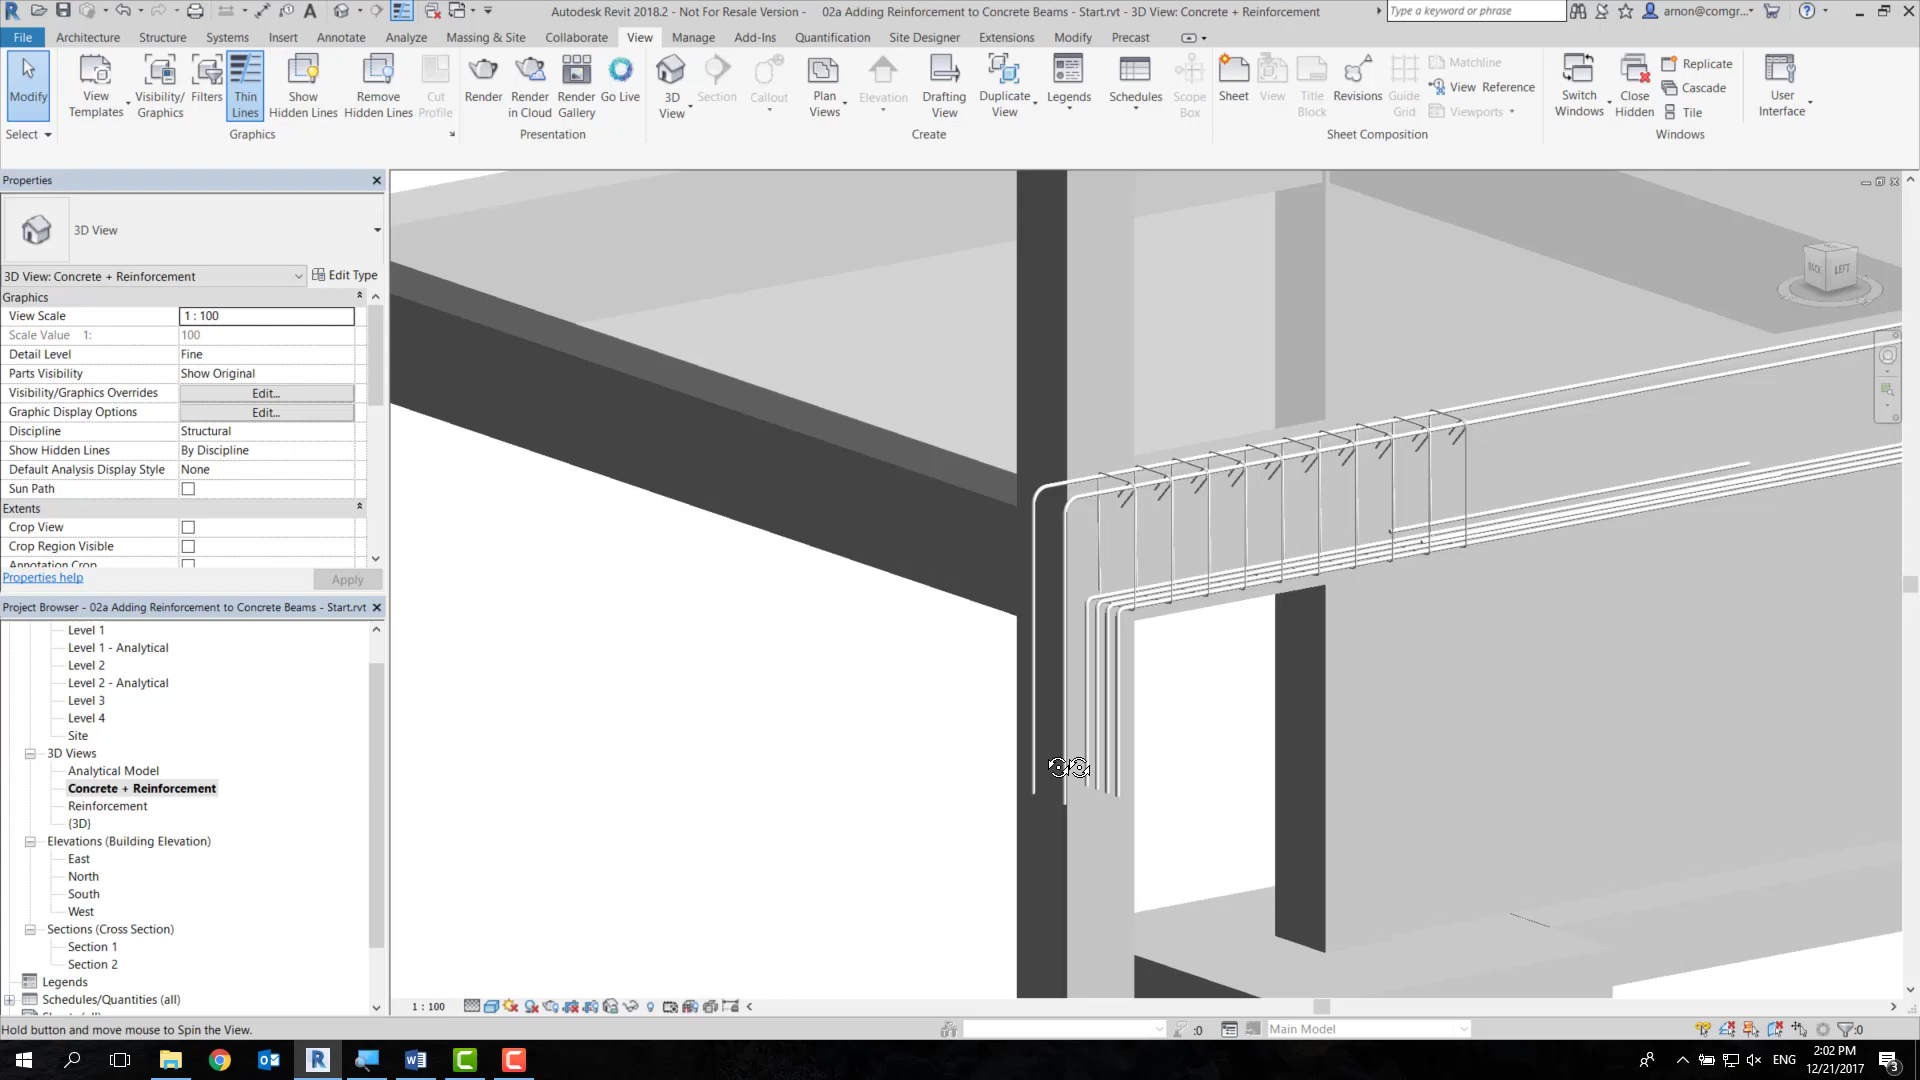 Autodesk Revit 2018.2 - Not For Resale Version - 02a Adding Reinforcement to Concrete Beams - Start.rvt - 3D View: Concrete + Reinforcement
Type a keyword or phrase
arnon@comgr...
File Architecture Structure Systems Insert Annotate Analyze Massing & Site Collaborate View Manage Add-Ins Quantification Site Designer Extensions Modify Precast
Modify
View Templates
Visibility/ Graphics
Filters
Thin Lines
Show Hidden Lines
Remove Hidden Lines
Cut Profile
Render
Render in Cloud
Render Gallery
Go Live
3D View
Section
Callout
Plan Views
Elevation
Drafting View
Duplicate View
Legends
Schedules
Scope Box
Sheet
View
Title Block
Revisions
Guide Grid
Matchline
View Reference
Viewports
Switch Windows
Close Hidden
Replicate
Cascade
Tile
User Interface
Select Graphics Presentation Create Sheet Composition Windows
Properties
3D View
3D View: Concrete + Reinforcement Edit Type
Graphics
View Scale 1 : 100
Scale Value 1: 100
Detail Level Fine
Parts Visibility Show Original
Visibility/Graphics Overrides Edit...
Graphic Display Options Edit...
Discipline Structural
Show Hidden Lines By Discipline
Default Analysis Display Style None
Sun Path
Extents
Crop View
Crop Region Visible
Annotation Crop
Properties help Apply
Project Browser - 02a Adding Reinforcement to Concrete Beams - Start.rvt
Level 1
Level 1 - Analytical
Level 2
Level 2 - Analytical
Level 3
Level 4
Site
3D Views
Analytical Model
Concrete + Reinforcement
Reinforcement
{3D}
Elevations (Building Elevation)
East
North
South
West
Sections (Cross Section)
Section 1
Section 2
Legends
Schedules/Quantities (all)
BACK LEFT
1 : 100
Hold button and move mouse to Spin the View.
:0
Main Model
:0
ENG
2:02 PM
12/21/2017
3